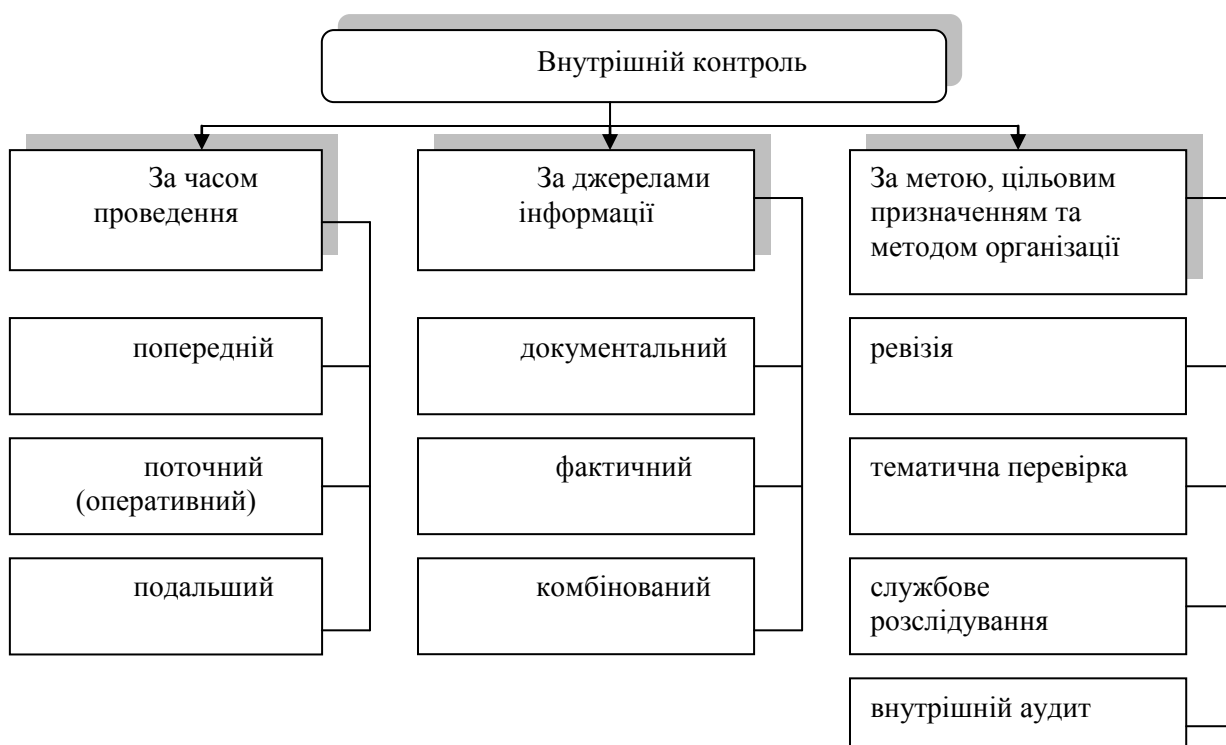 Внутрішній контроль
За часом
проведення
За джерелами
інформації
За метою, цільовим
призначенням та
методом організації
попередній
документальний
ревізія
поточний
(оперативний)
фактичний
тематична перевірка
подальший
комбінований
службове
розслідування
внутрішній аудит